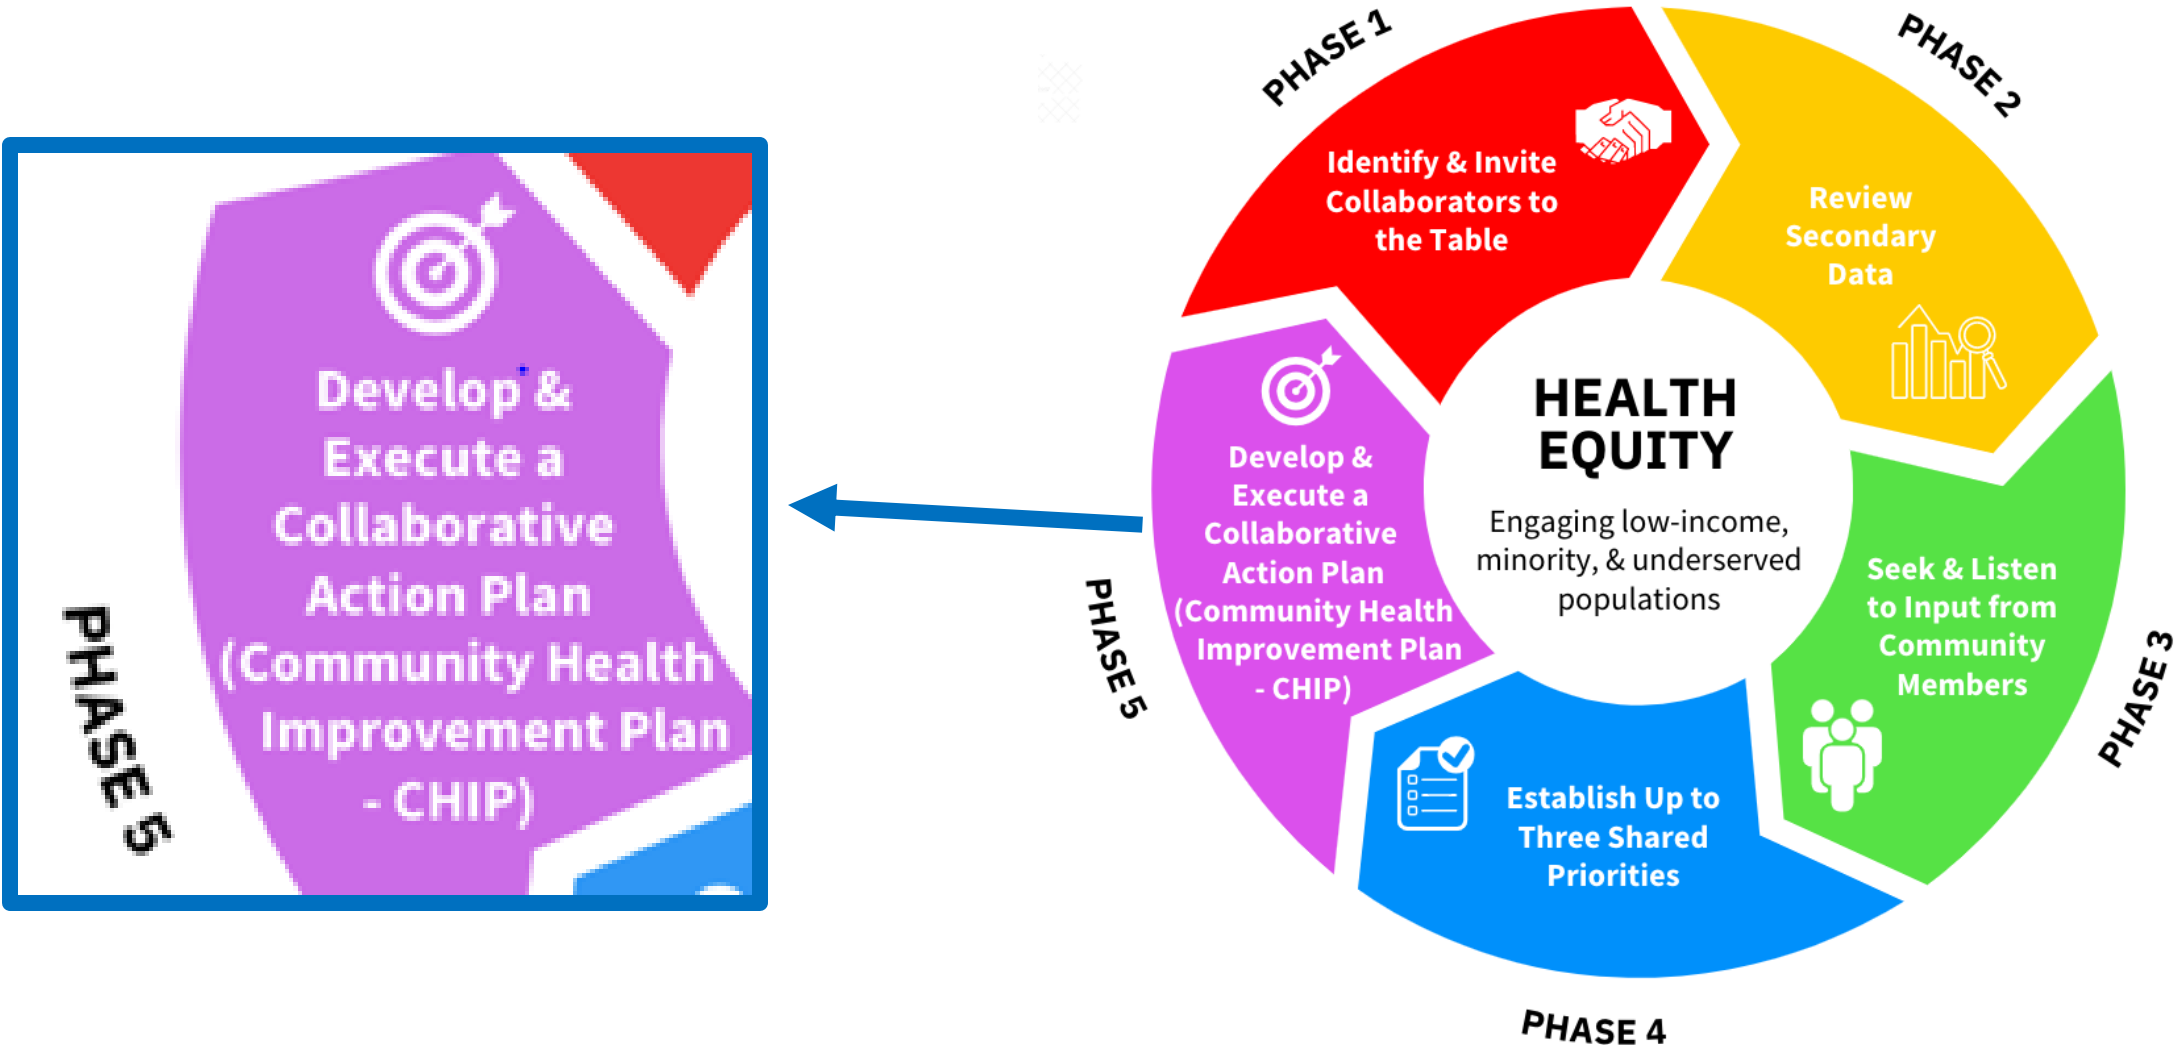 Develop &
Execute a
Collaborative
Action Plan
(Community Health
Improvement Plan
- CHIP)
PHASE 5
PHASE 1
Identify & Invite
Collaborators to
the Table
PHASE 2
Review
Secondary
Data
PHASE 3
Seek & Listen
to Input from
Community
Members
PHASE 4
Establish Up to
Three Shared
Priorities
PHASE 5
Develop &
Execute a
Collaborative
Action Plan
(Community Health
Improvement Plan
- CHIP)
HEALTH
EQUITY
Engaging low-income,
minority, & underserved
populations